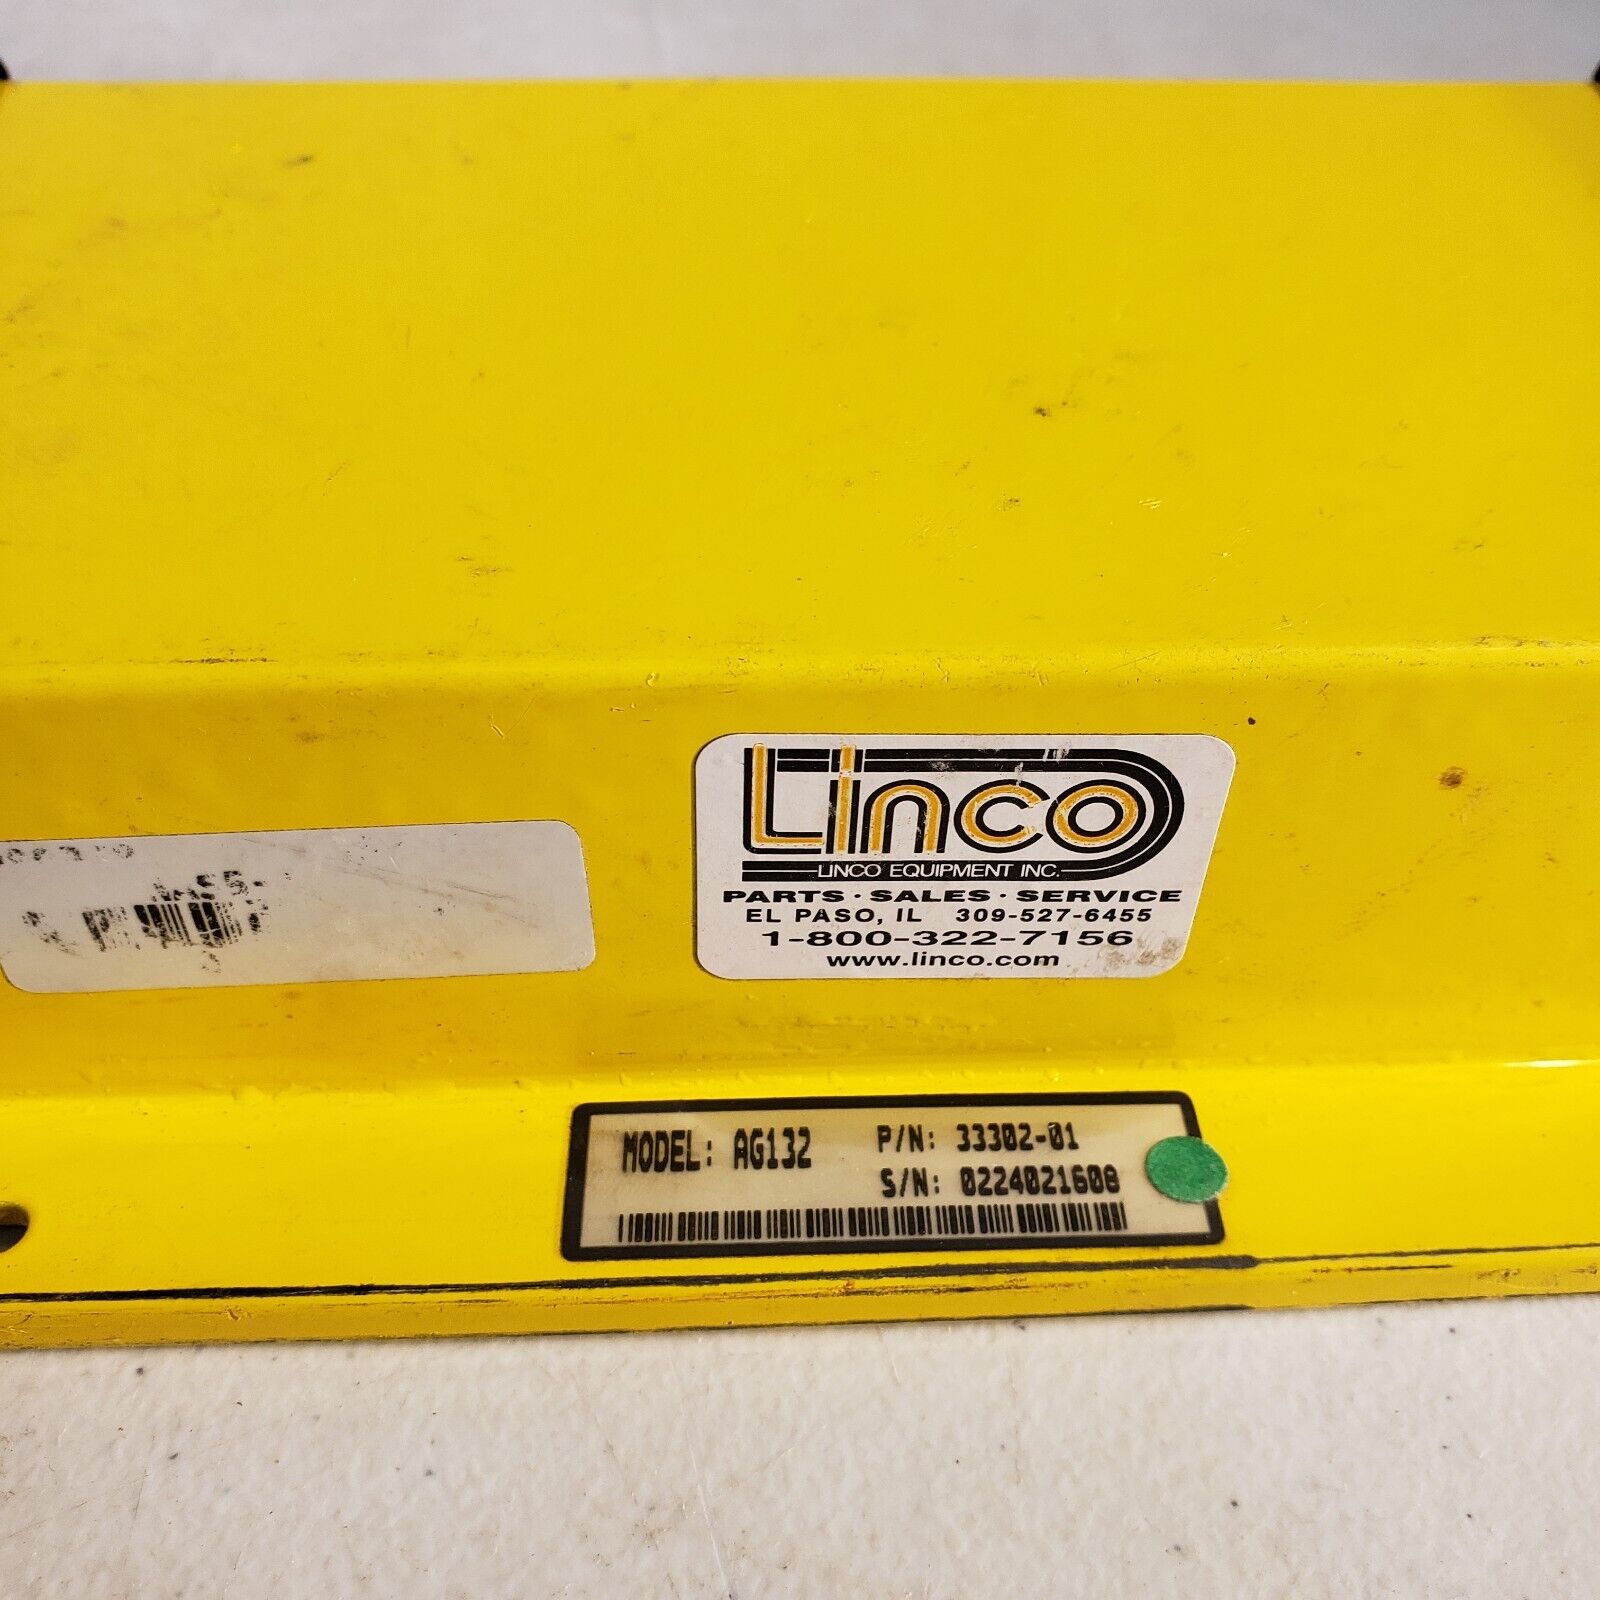 Linco
LINCO EQUIPMENT INC.
PARTS · SALES · SERVICE
EL PASO, IL 309-527-6455
1-800-322-7156
www.linco.com
MODEL: AG132 P/N: 33302-01
S/N: 0224021608